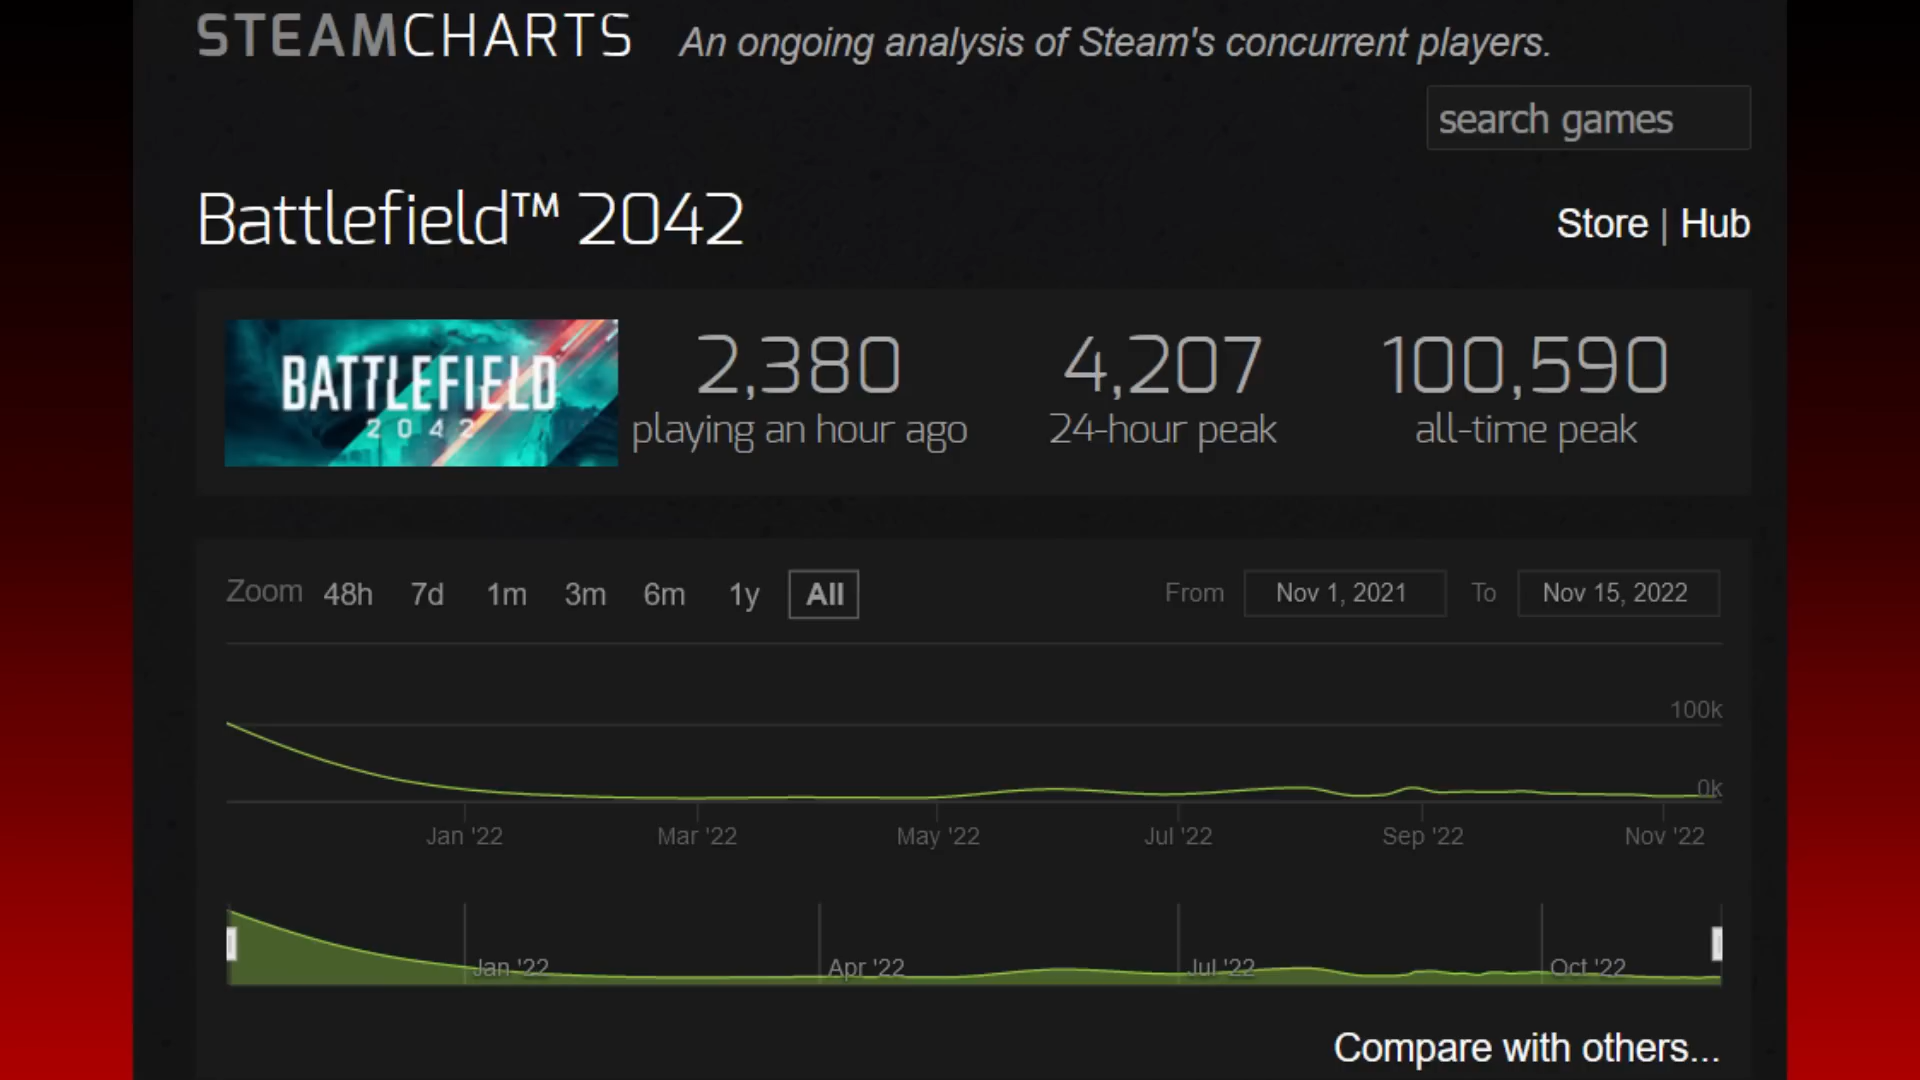 STEAMCHARTS An ongoing analysis of Steam's concurrent players.
search games
Battlefield™ 2042
Store | Hub
BATTLEFIELD
2042
2,380
playing an hour ago
4,207
24-hour peak
100,590
all-time peak
Zoom 48h 7d 1m 3m 6m 1y All From Nov 1, 2021 To Nov 15, 2022
100k
0k
Jan '22 Mar '22 May '22 Jul '22 Sep '22 Nov '22
Jan '22 Apr '22 Jul '22 Oct '22
Compare with others...